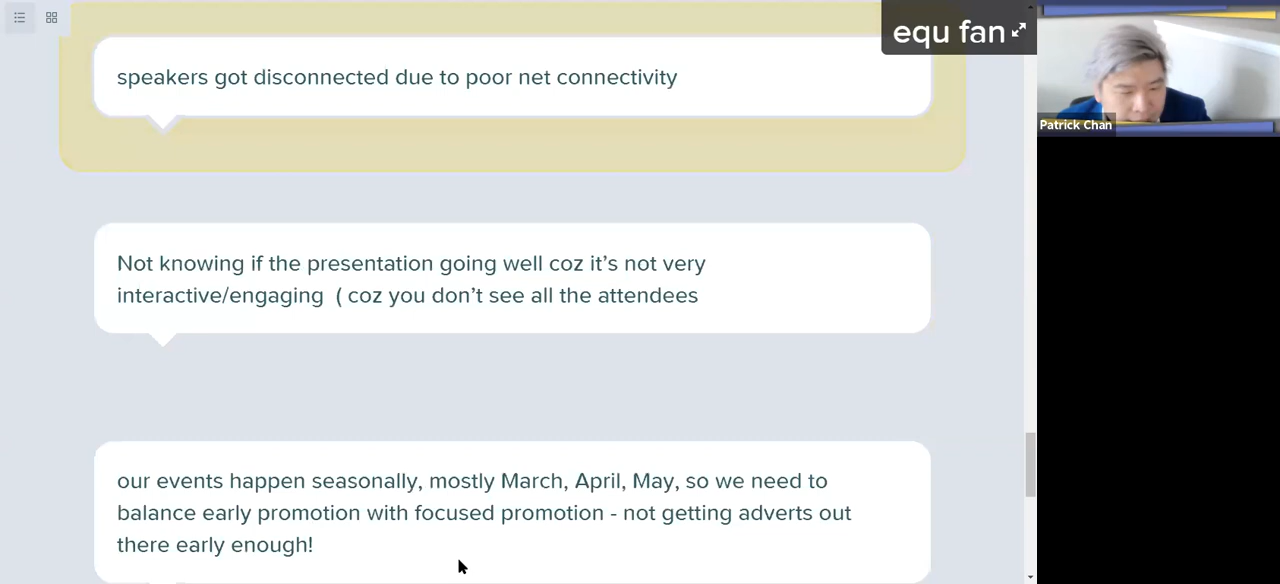 equ fan
speakers got disconnected due to poor net connectivity
Patrick Chan
Not knowing if the presentation going well coz it’s not very
interactive/engaging ( coz you don’t see all the attendees
our events happen seasonally, mostly March, April, May, so we need to
balance early promotion with focused promotion - not getting adverts out
there early enough!